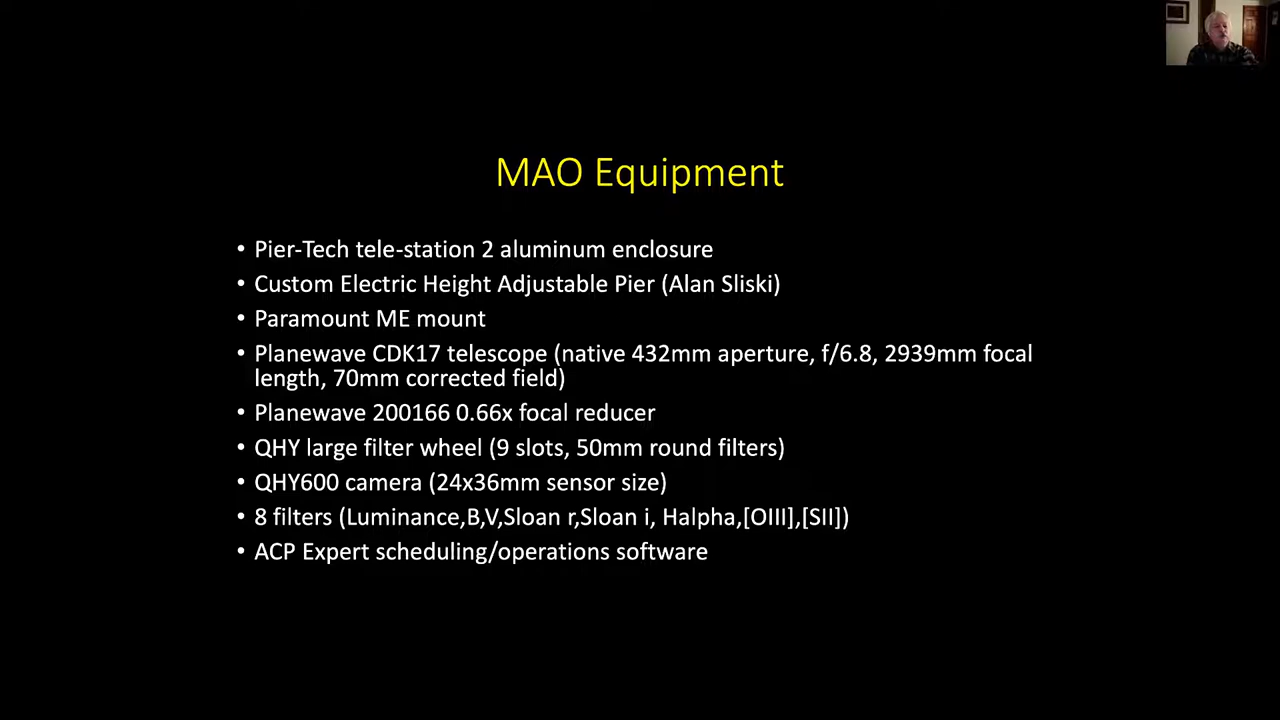 MAO Equipment
• Pier-Tech tele-station 2 aluminum enclosure
• Custom Electric Height Adjustable Pier (Alan Sliski)
• Paramount ME mount
• Planewave CDK17 telescope (native 432mm aperture, f/6.8, 2939mm focal
length, 70mm corrected field)
• Planewave 200166 0.66x focal reducer
• QHY large filter wheel (9 slots, 50mm round filters)
• QHY600 camera (24x36mm sensor size)
• 8 filters (Luminance,B,V,Sloan r,Sloan i, Halpha,[OIII],[SII])
• ACP Expert scheduling/operations software